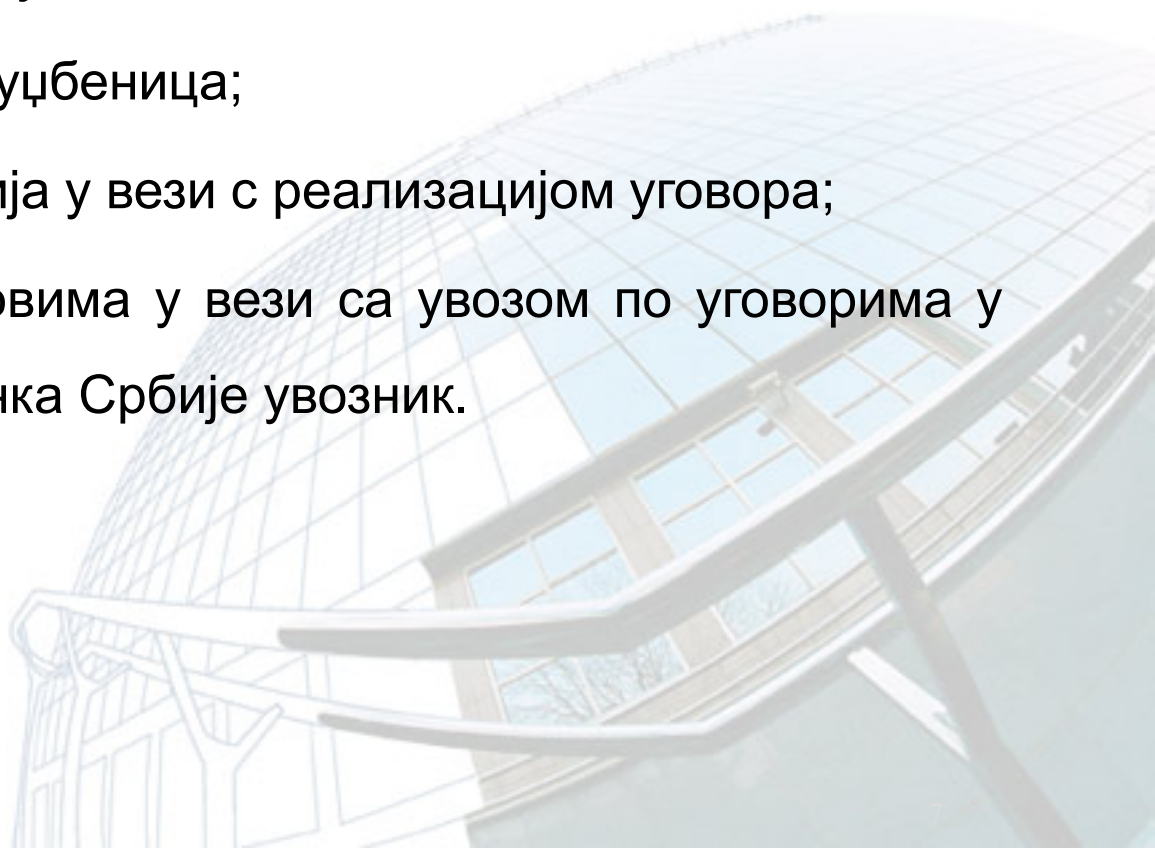 уџбеница;
ија у вези с реализацијом уговора;
овима у вези са увозом по уговорима у
нка Србије увозник.